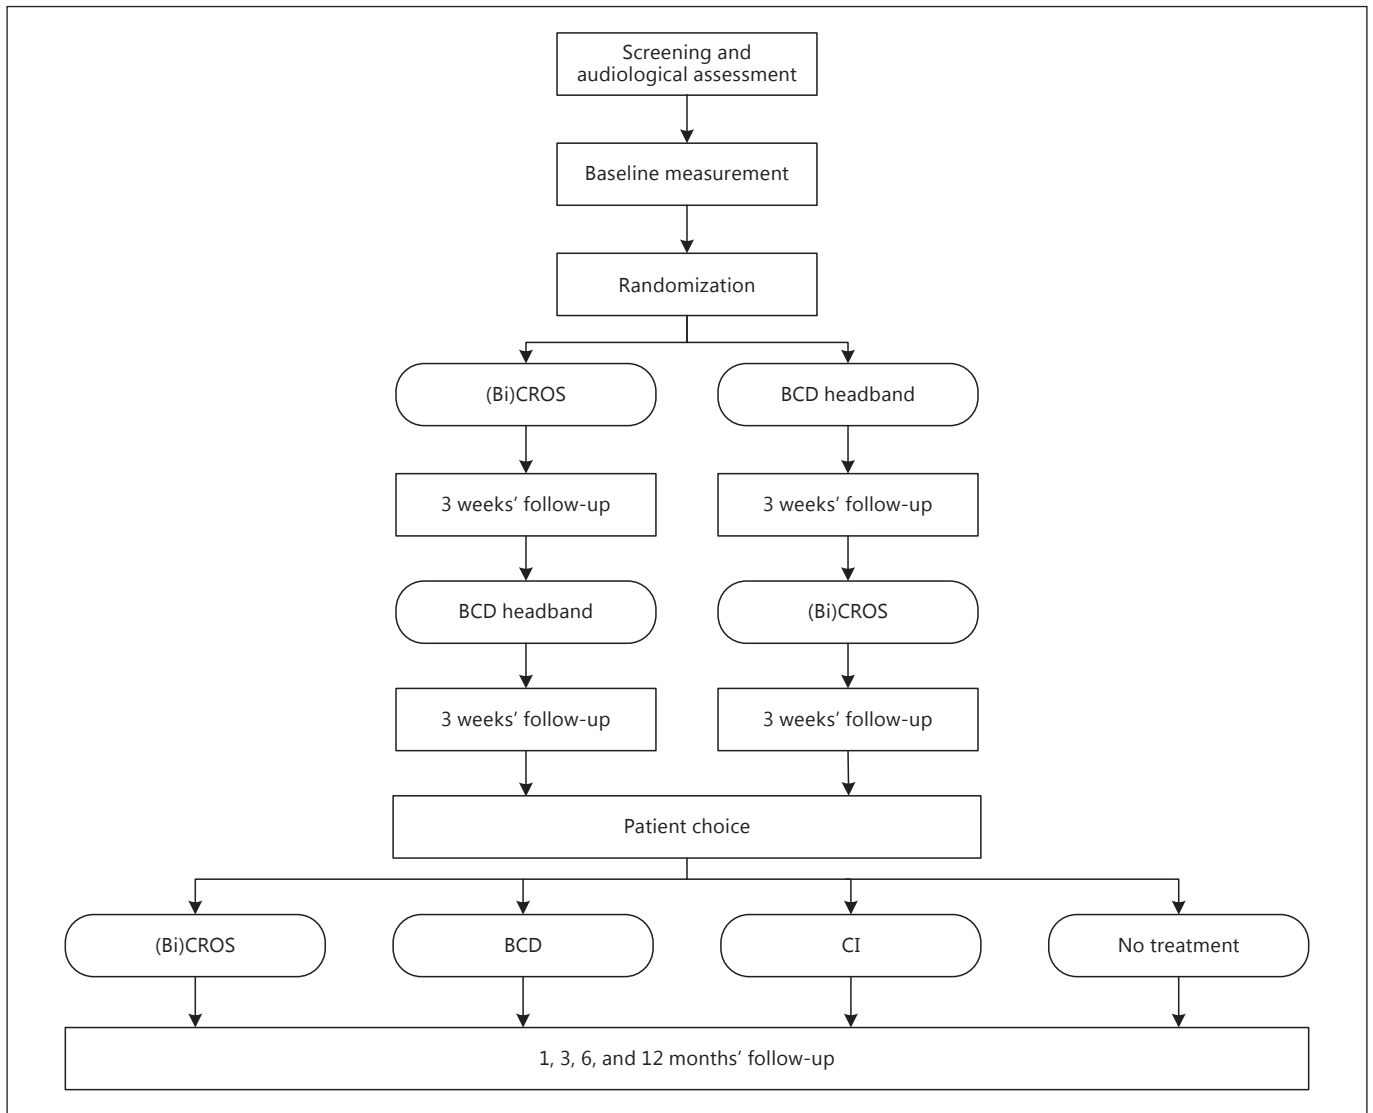 Screening and
audiological assessment
Baseline measurement
Randomization
(Bi)CROS
BCD headband
3 weeks’ follow-up
3 weeks’ follow-up
BCD headband
(Bi)CROS
3 weeks’ follow-up
3 weeks’ follow-up
Patient choice
(Bi)CROS
BCD
CI
No treatment
1, 3, 6, and 12 months’ follow-up